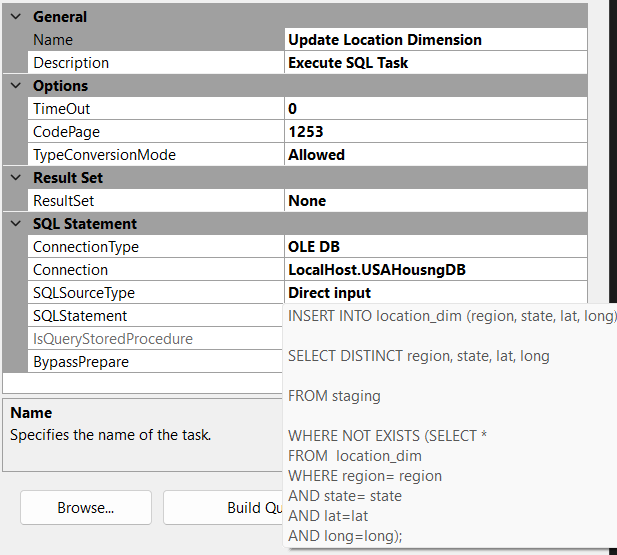 General
Name Update Location Dimension
Description Execute SQL Task
Options
TimeOut 0
CodePage 1253
TypeConversionMode Allowed
Result Set
ResultSet None
SQL Statement
ConnectionType OLE DB
Connection LocalHost.USAHousngDB
SQLSourceType Direct input
SQLStatement INSERT INTO location_dim (region, state, lat, long)
IsQueryStoredProcedure
SELECT DISTINCT region, state, lat, long
BypassPrepare
FROM staging
WHERE NOT EXISTS (SELECT *
FROM  location_dim
WHERE region= region
AND state= state
AND lat=lat
AND long=long);
Name
Specifies the name of the task.
Browse...
Build Qu